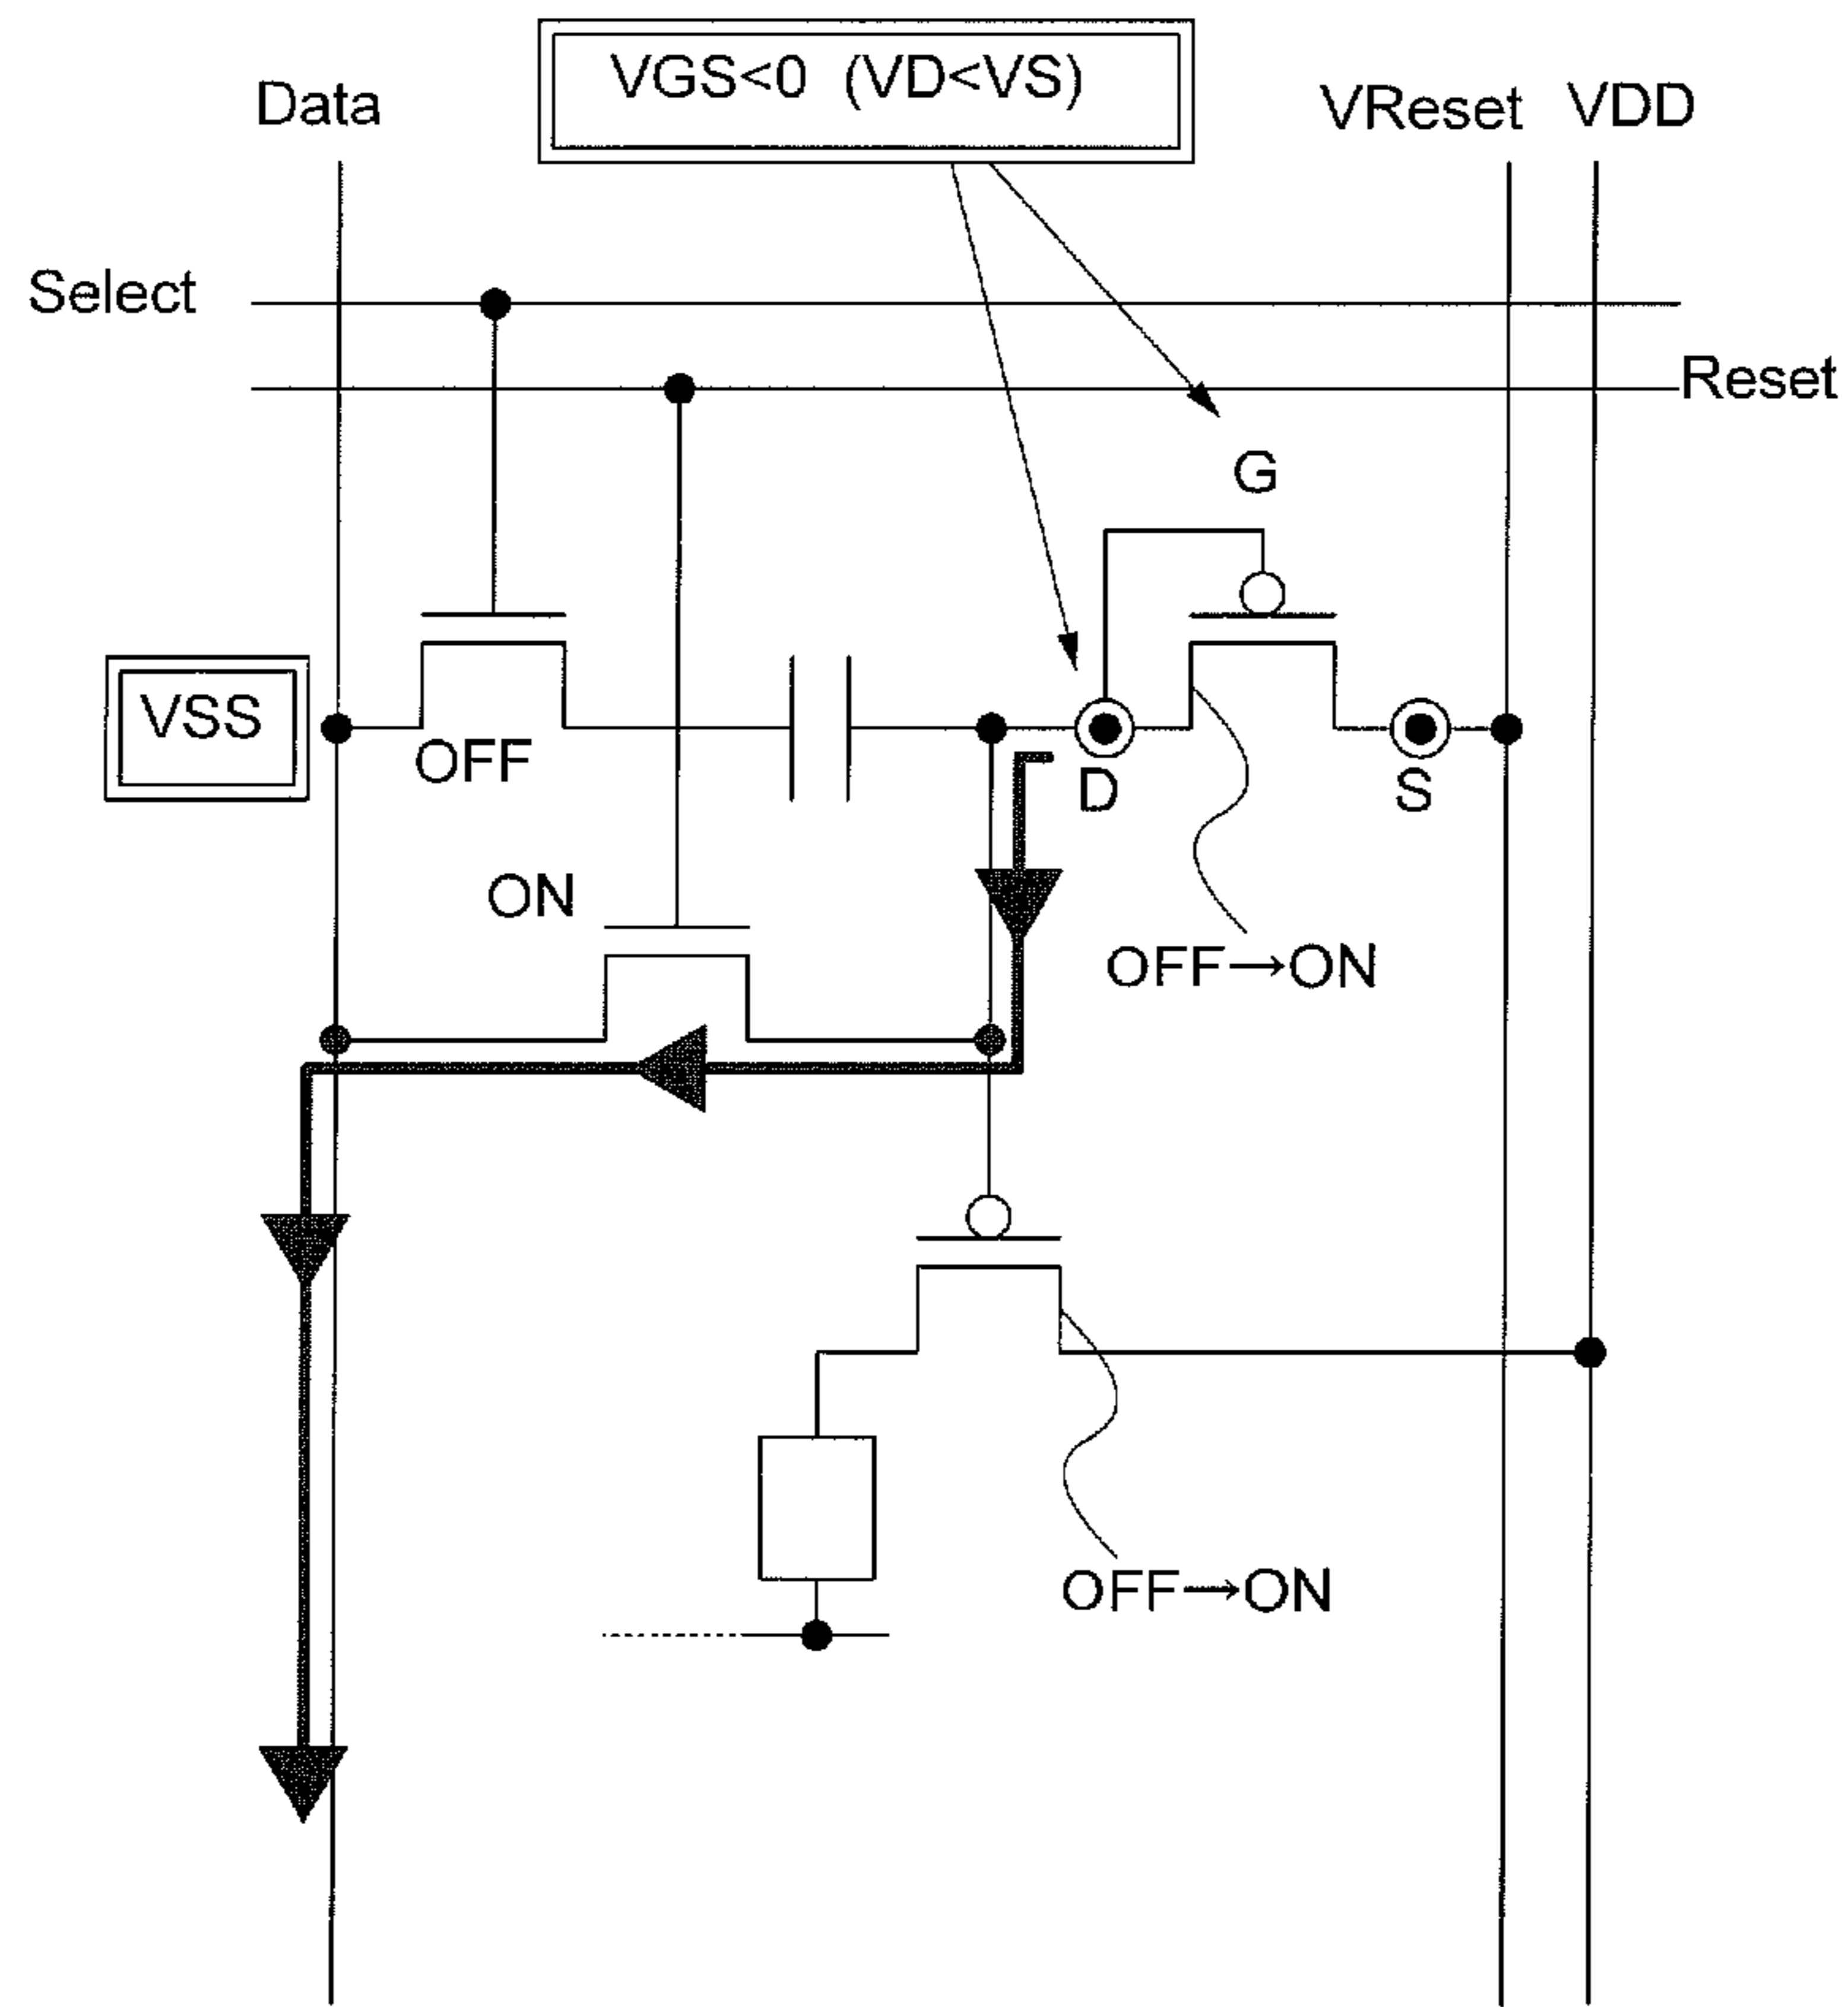 VGS<0 (VD<VS)
Data
VReset
VDD
Select
Reset
G
VSS
OFF
D
S
ON
OFF→ON
OFF→ON